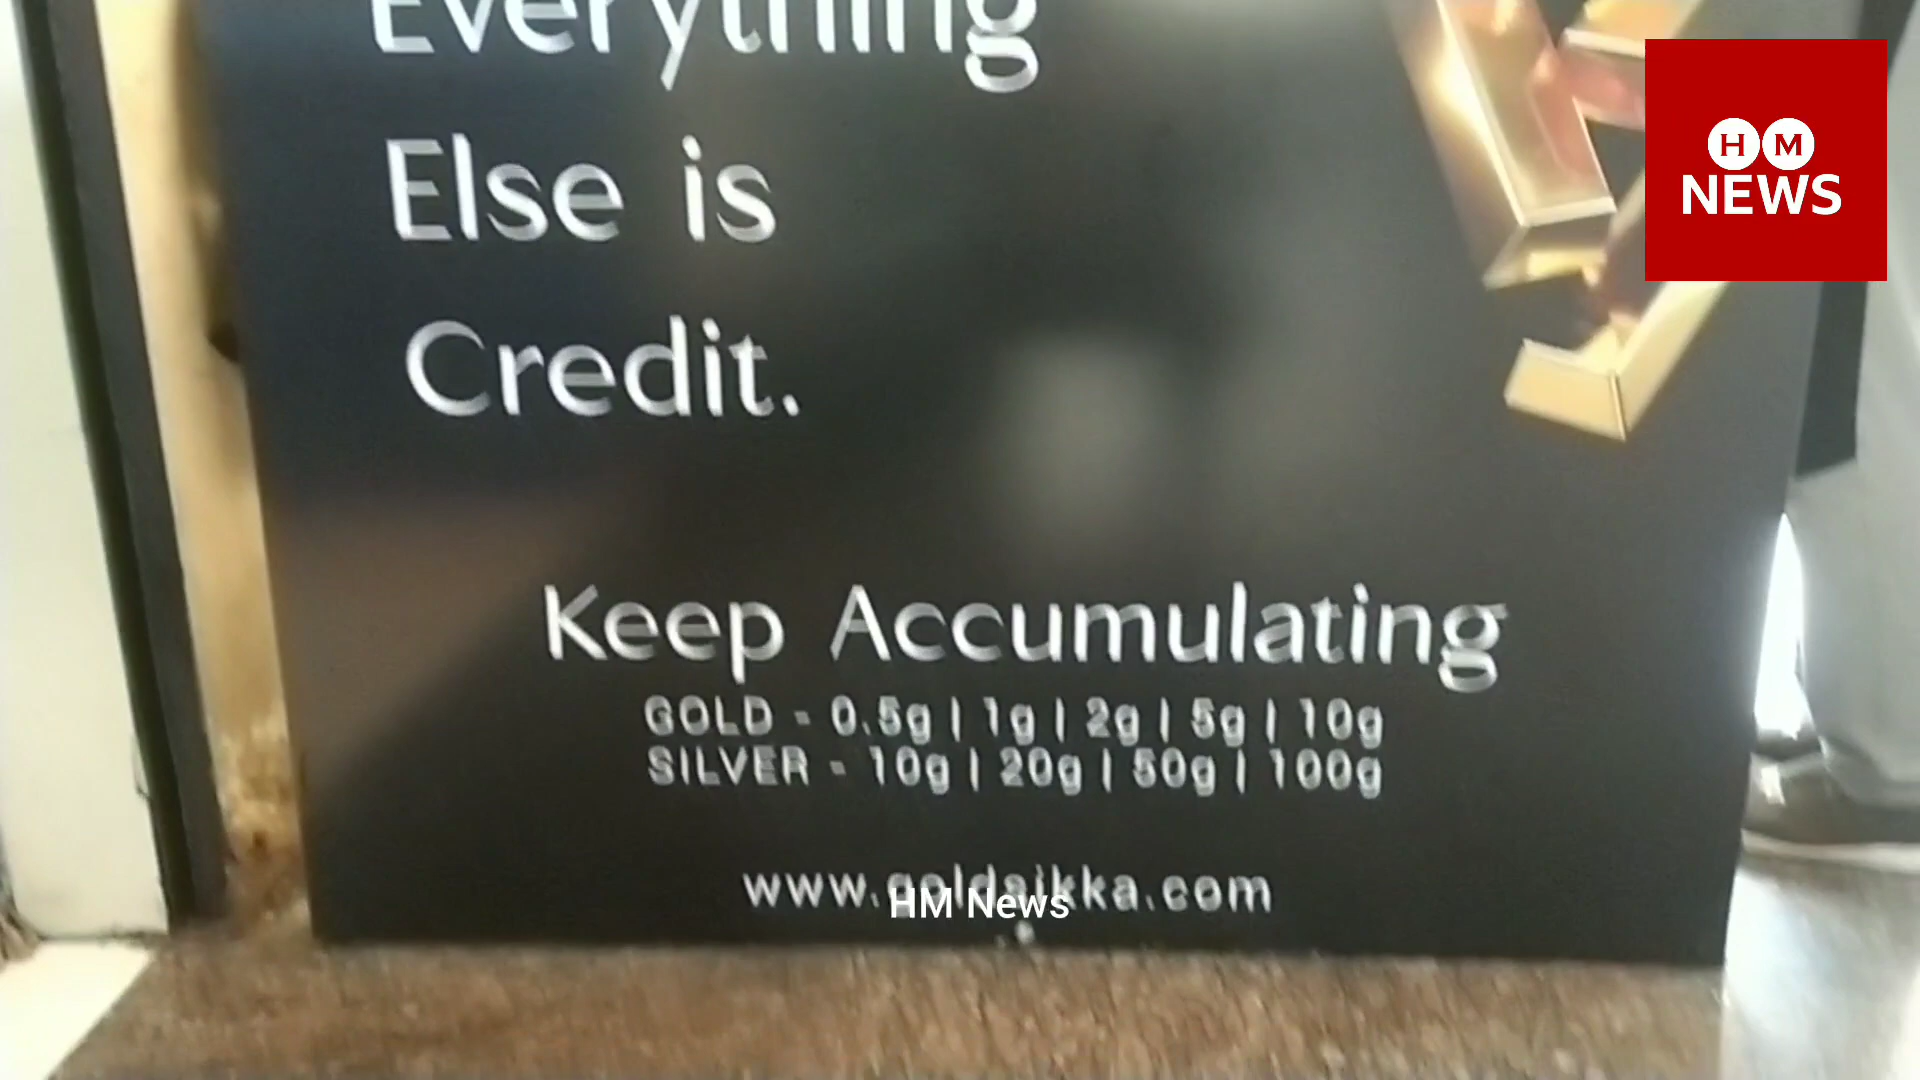 Everything
Else is
Credit.
Keep Accumulating
GOLD - 0.5g | 1g | 2g | 5g | 10g
SILVER - 10g | 20g | 50g | 100g
www.goldsikka.com
HM News
H M
NEWS